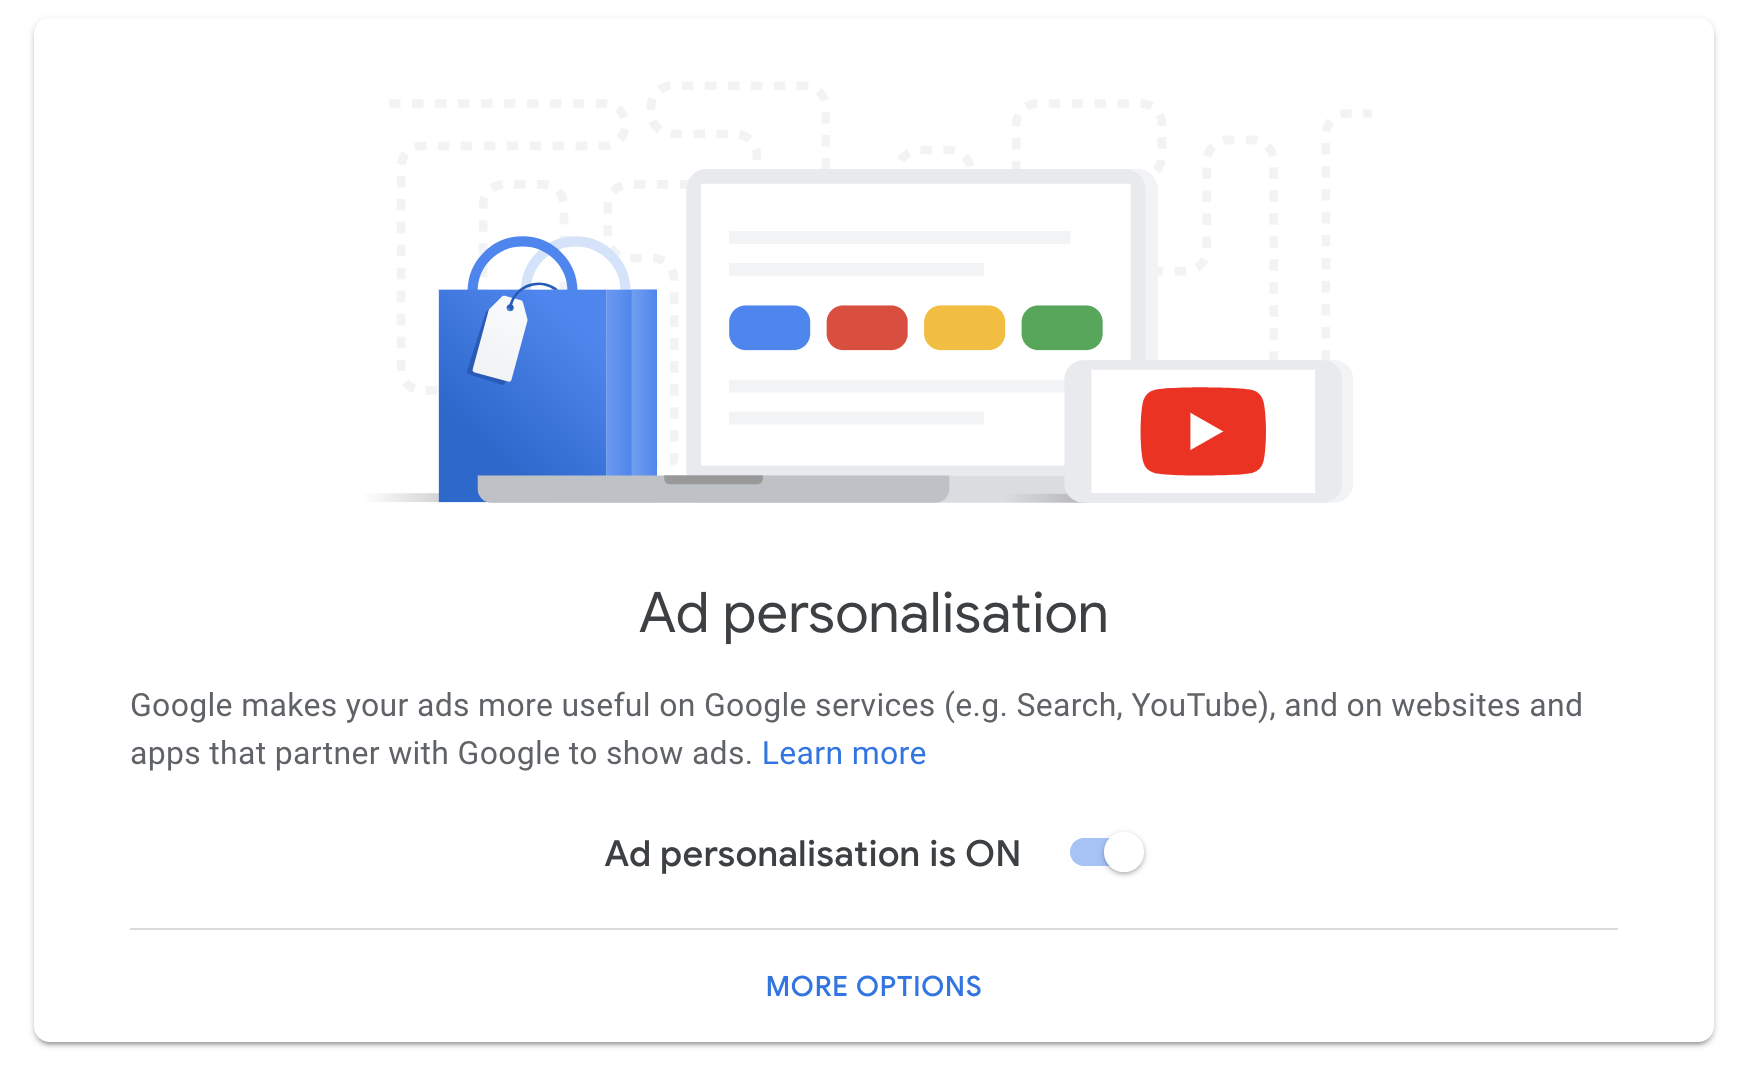 Ad personalisation
Google makes your ads more useful on Google services (e.g. Search, YouTube), and on websites and
apps that partner with Google to show ads. Learn more
Ad personalisation is ON
MORE OPTIONS